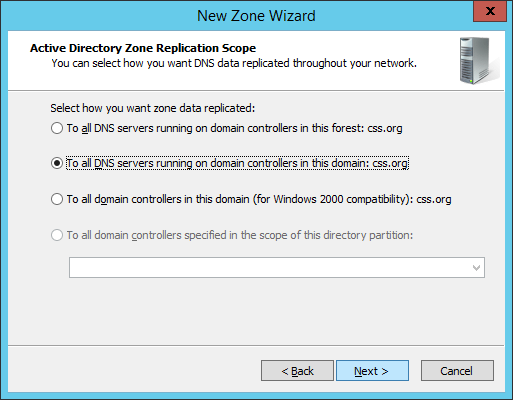 New Zone Wizard
Active Directory Zone Replication Scope
You can select how you want DNS data replicated throughout your network.
Select how you want zone data replicated:
To all DNS servers running on domain controllers in this forest: css.org
To all DNS servers running on domain controllers in this domain: css.org
To all domain controllers in this domain (for Windows 2000 compatibility): css.org
To all domain controllers specified in the scope of this directory partition:
< Back
Next >
Cancel